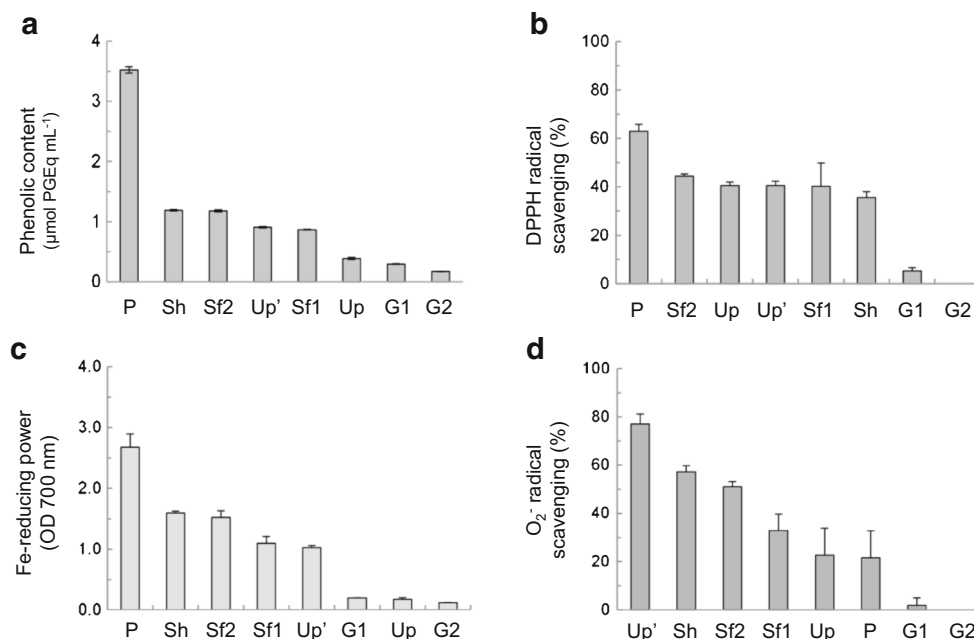 a
Phenolic content
(µmol PGEq mL⁻¹)
4
3
2
1
0
P Sh Sf2 Up’ Sf1 Up G1 G2
b
DPPH radical
scavenging (%)
100
80
60
40
20
0
P Sf2 Up Up’ Sf1 Sh G1 G2
c
Fe-reducing power
(OD 700 nm)
4.0
3.0
2.0
1.0
0.0
P Sh Sf2 Sf1 Up’ G1 Up G2
d
O₂⁻ radical
scavenging (%)
100
80
60
40
20
0
Up’ Sh Sf2 Sf1 Up P G1 G2